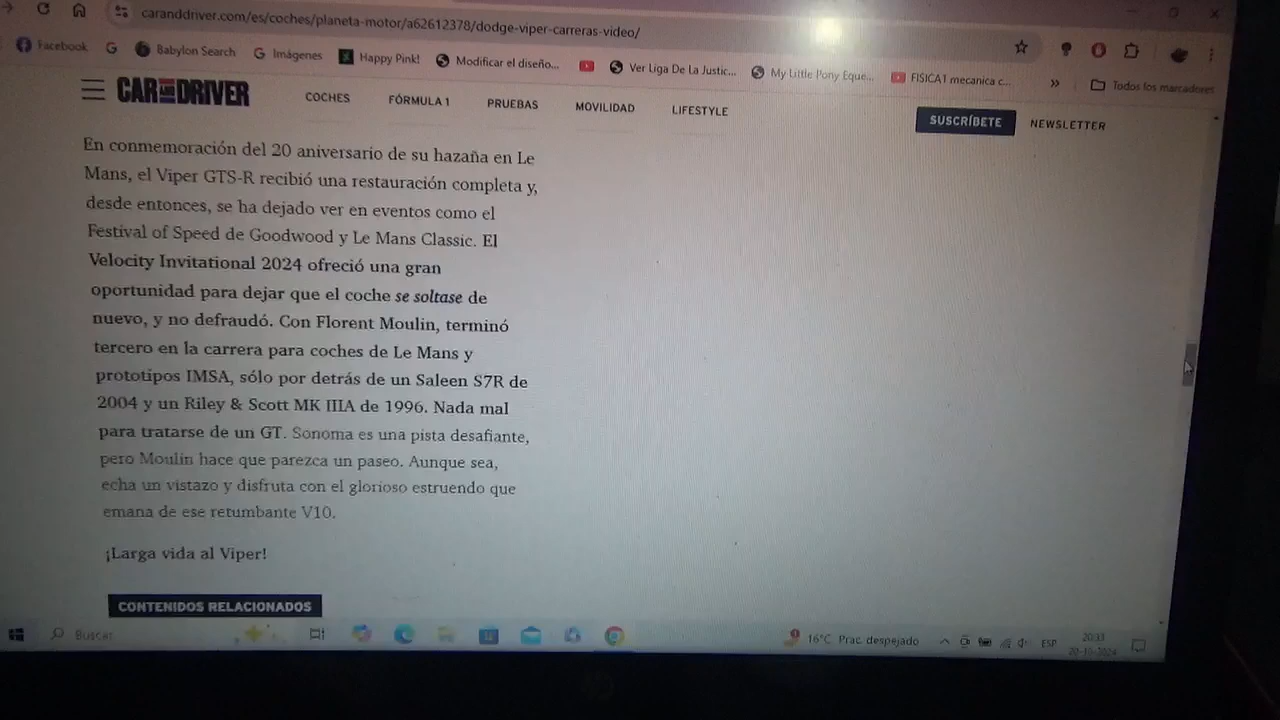 caranddriver.com/es/coches/planeta-motor/a62612378/dodge-viper-carreras-video/
Facebook Babylon Search Imágenes Happy Pink! Modificar el diseño... Ver Liga De La Justic... My Little Pony Eque... FISICA1 mecanica c... » Todos los marcadores
CAR AND DRIVER COCHES FÓRMULA 1 PRUEBAS MOVILIDAD LIFESTYLE SUSCRÍBETE NEWSLETTER
En conmemoración del 20 aniversario de su hazaña en Le
Mans, el Viper GTS-R recibió una restauración completa y,
desde entonces, se ha dejado ver en eventos como el
Festival of Speed de Goodwood y Le Mans Classic. El
Velocity Invitational 2024 ofreció una gran
oportunidad para dejar que el coche se soltase de
nuevo, y no defraudó. Con Florent Moulin, terminó
tercero en la carrera para coches de Le Mans y
prototipos IMSA, sólo por detrás de un Saleen S7R de
2004 y un Riley & Scott MK IIIA de 1996. Nada mal
para tratarse de un GT. Sonoma es una pista desafiante,
pero Moulin hace que parezca un paseo. Aunque sea,
echa un vistazo y disfruta con el glorioso estruendo que
emana de ese retumbante V10.
¡Larga vida al Viper!
CONTENIDOS RELACIONADOS
Buscar 16°C Prac. despejado ESP 20:33
20-10-2024
hp